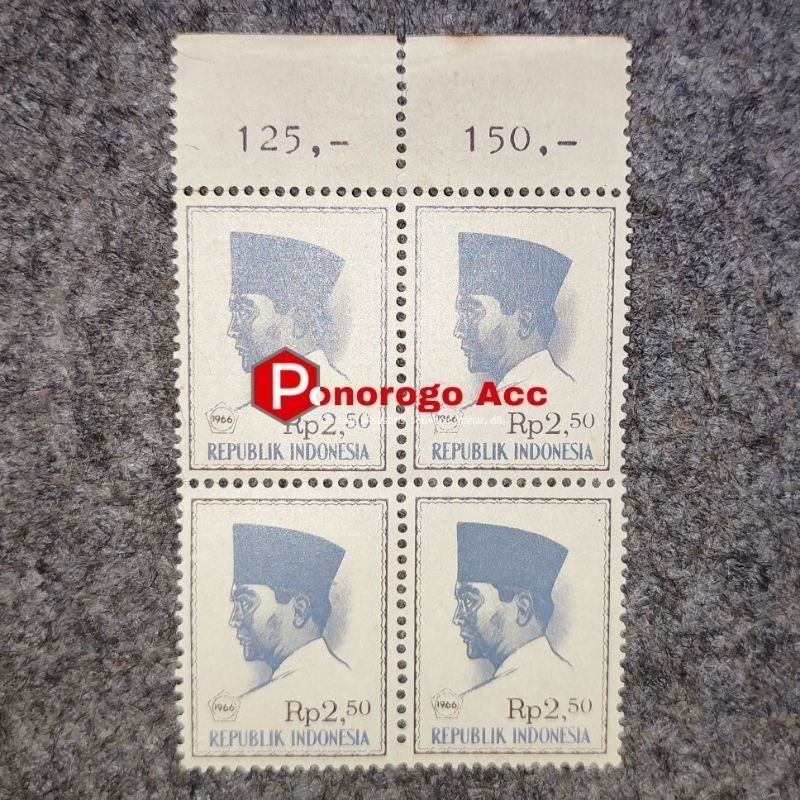 125,-
150,-
Ponorogo Acc
1966
Rp2,50
REPUBLIK INDONESIA
1966
Rp2,50
REPUBLIK INDONESIA
1966
Rp2,50
REPUBLIK INDONESIA
1966
Rp2,50
REPUBLIK INDONESIA